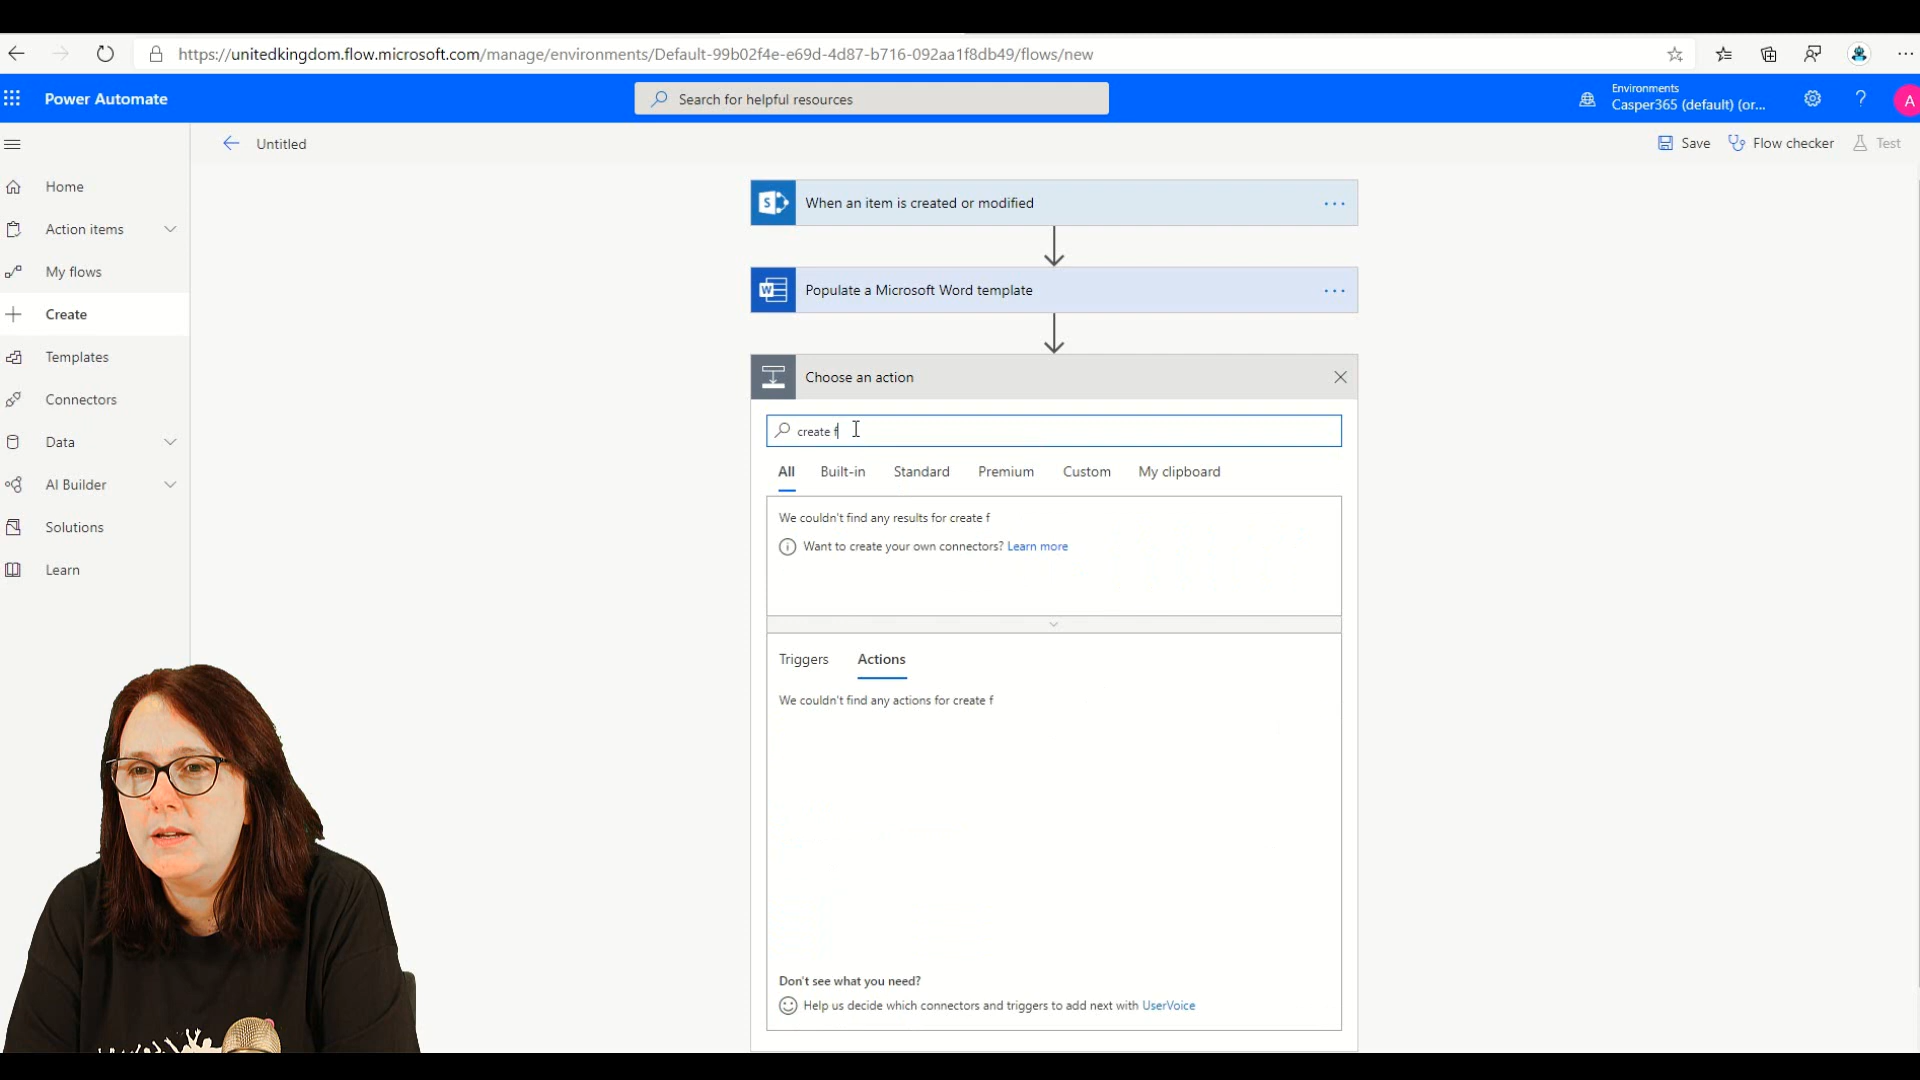 https://unitedkingdom.flow.microsoft.com/manage/environments/Default-99b02f4e-e69d-4d87-b716-092aa1f8db49/flows/new
Power Automate
Search for helpful resources
Environments
Casper365 (default) (or...
?
A
Untitled
Save
Flow checker
Test
Home
Action items
My flows
Create
Templates
Connectors
Data
AI Builder
Solutions
Learn
S
When an item is created or modified
W
Populate a Microsoft Word template
Choose an action
create f
All
Built-in
Standard
Premium
Custom
My clipboard
We couldn't find any results for create f
Want to create your own connectors? Learn more
Triggers
Actions
We couldn't find any actions for create f
Don't see what you need?
Help us decide which connectors and triggers to add next with UserVoice